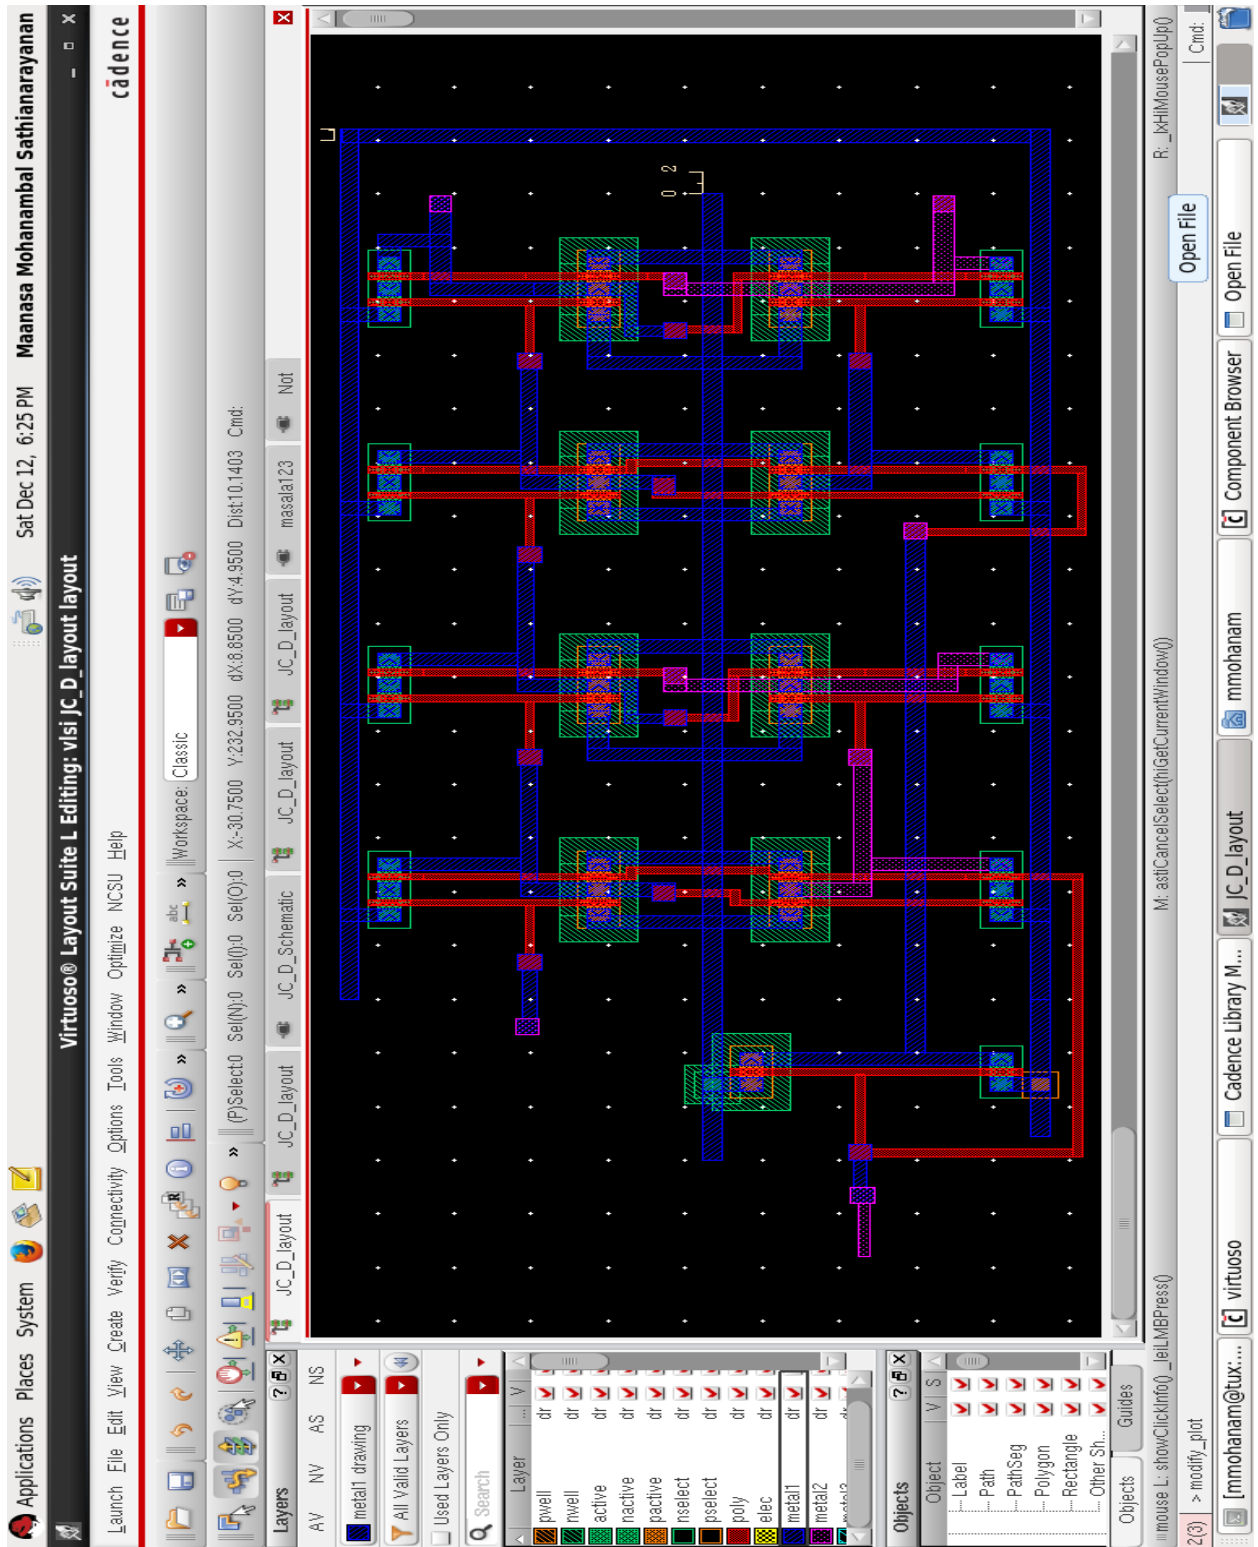 Applications Places System
Sat Dec 12, 6:25 PM Maanasa Mohanambal Sathianarayanan
Virtuoso® Layout Suite L Editing: vlsi JC_D_layout layout
Launch File Edit View Create Verify Connectivity Options Tools Window Optimize NCSU Help
cādence
Workspace: Classic
(P)Select:0 Sel(N):0 Sel(I):0 Sel(O):0 X:-30.7500 Y:232.9500 dX:8.8500 dY:4.9500 Dist:10.1403 Cmd:
JC_D_layout JC_D_layout JC_D_Schematic JC_D_layout JC_D_layout masala123 Not
Layers
AV NV AS NS
metal1 drawing
All Valid Layers
Used Layers Only
Search
Layer ... V
pwell dr
nwell dr
active dr
nactive dr
pactive dr
nselect dr
pselect dr
poly dr
elec dr
metal1 dr
metal2 dr
metal3 dr
0 2
Objects
Object V S
Label
Path
PathSeg
Polygon
Rectangle
Other Sh...
Objects Guides
mouse L: showClickInfo() _leiLMBPress() M: astiCancelSelect(hiGetCurrentWindow()) R: _lxHiMousePopUp()
2(3) > modify_plot Cmd:
Open File
[mmohanam@tux:... virtuoso Cadence Library M... JC_D_layout mmohanam Component Browser Open File